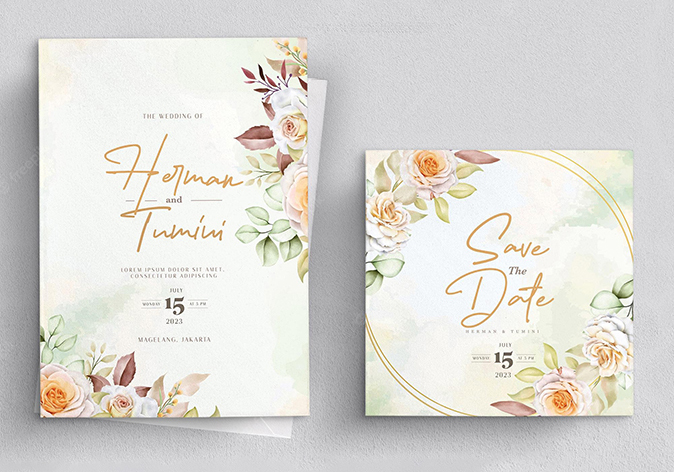 THE WEDDING OF
Herman
and
Tumini
LOREM IPSOM DOLOR SIT AMET,
CONSECTETUR ADIPISCING
JULY
MONDAY 15 AT 5 PM
2023
MAGELANG, JAKARTA
Save
The
Date
HERMAN & TUMINI
JULY
MONDAY 15 AT 5 PM
2023